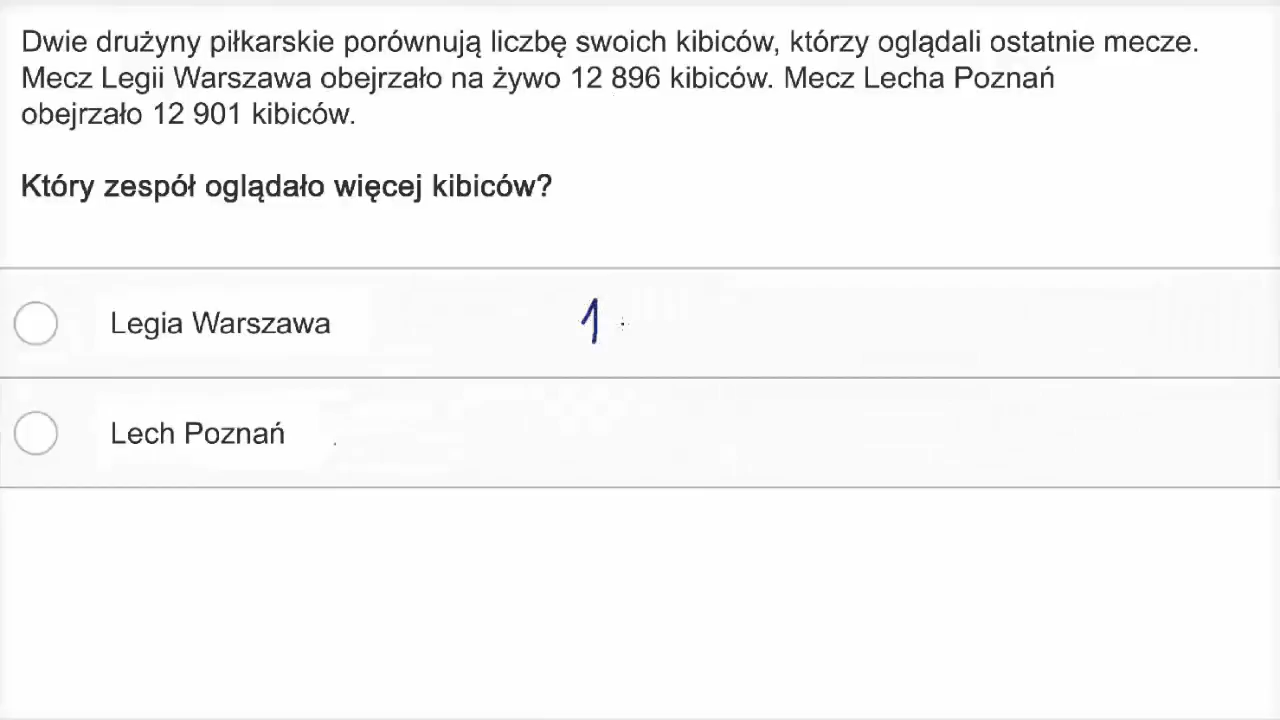 Dwie drużyny piłkarskie porównują liczbę swoich kibiców, którzy oglądali ostatnie mecze.
Mecz Legii Warszawa obejrzało na żywo 12 896 kibiców. Mecz Lecha Poznań
obejrzało 12 901 kibiców.
Który zespół oglądało więcej kibiców?
Legia Warszawa 1
Lech Poznań